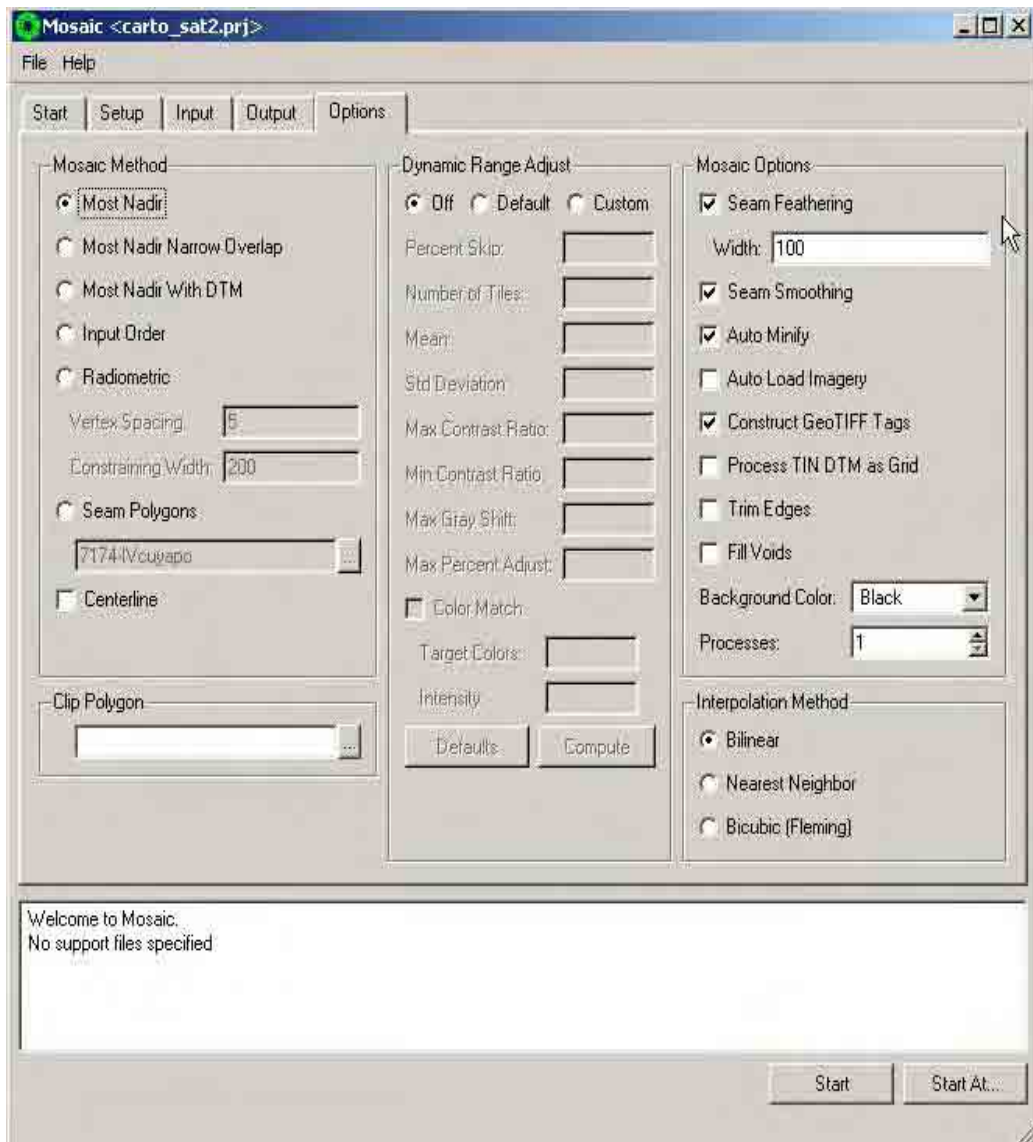 Mosaic <carto_sat2.prj>
File Help
Start Setup Input Output Options
Mosaic Method
Most Nadir
Most Nadir Narrow Overlap
Most Nadir With DTM
Input Order
Radiometric
Vertex Spacing: 5
Constraining Width: 200
Seam Polygons
7174-IVcuyapo ...
Centerline
Clip Polygon
...
Dynamic Range Adjust
Off Default Custom
Percent Skip:
Number of Tiles:
Mean:
Std Deviation
Max Contrast Ratio:
Min Contrast Ratio
Max Gray Shift:
Max Percent Adjust:
Color Match
Target Colors:
Intensity
Defaults Compute
Mosaic Options
Seam Feathering
Width: 100
Seam Smoothing
Auto Minify
Auto Load Imagery
Construct GeoTIFF Tags
Process TIN DTM as Grid
Trim Edges
Fill Voids
Background Color: Black
Processes: 1
Interpolation Method
Bilinear
Nearest Neighbor
Bicubic (Fleming)
Welcome to Mosaic.
No support files specified
Start Start At...